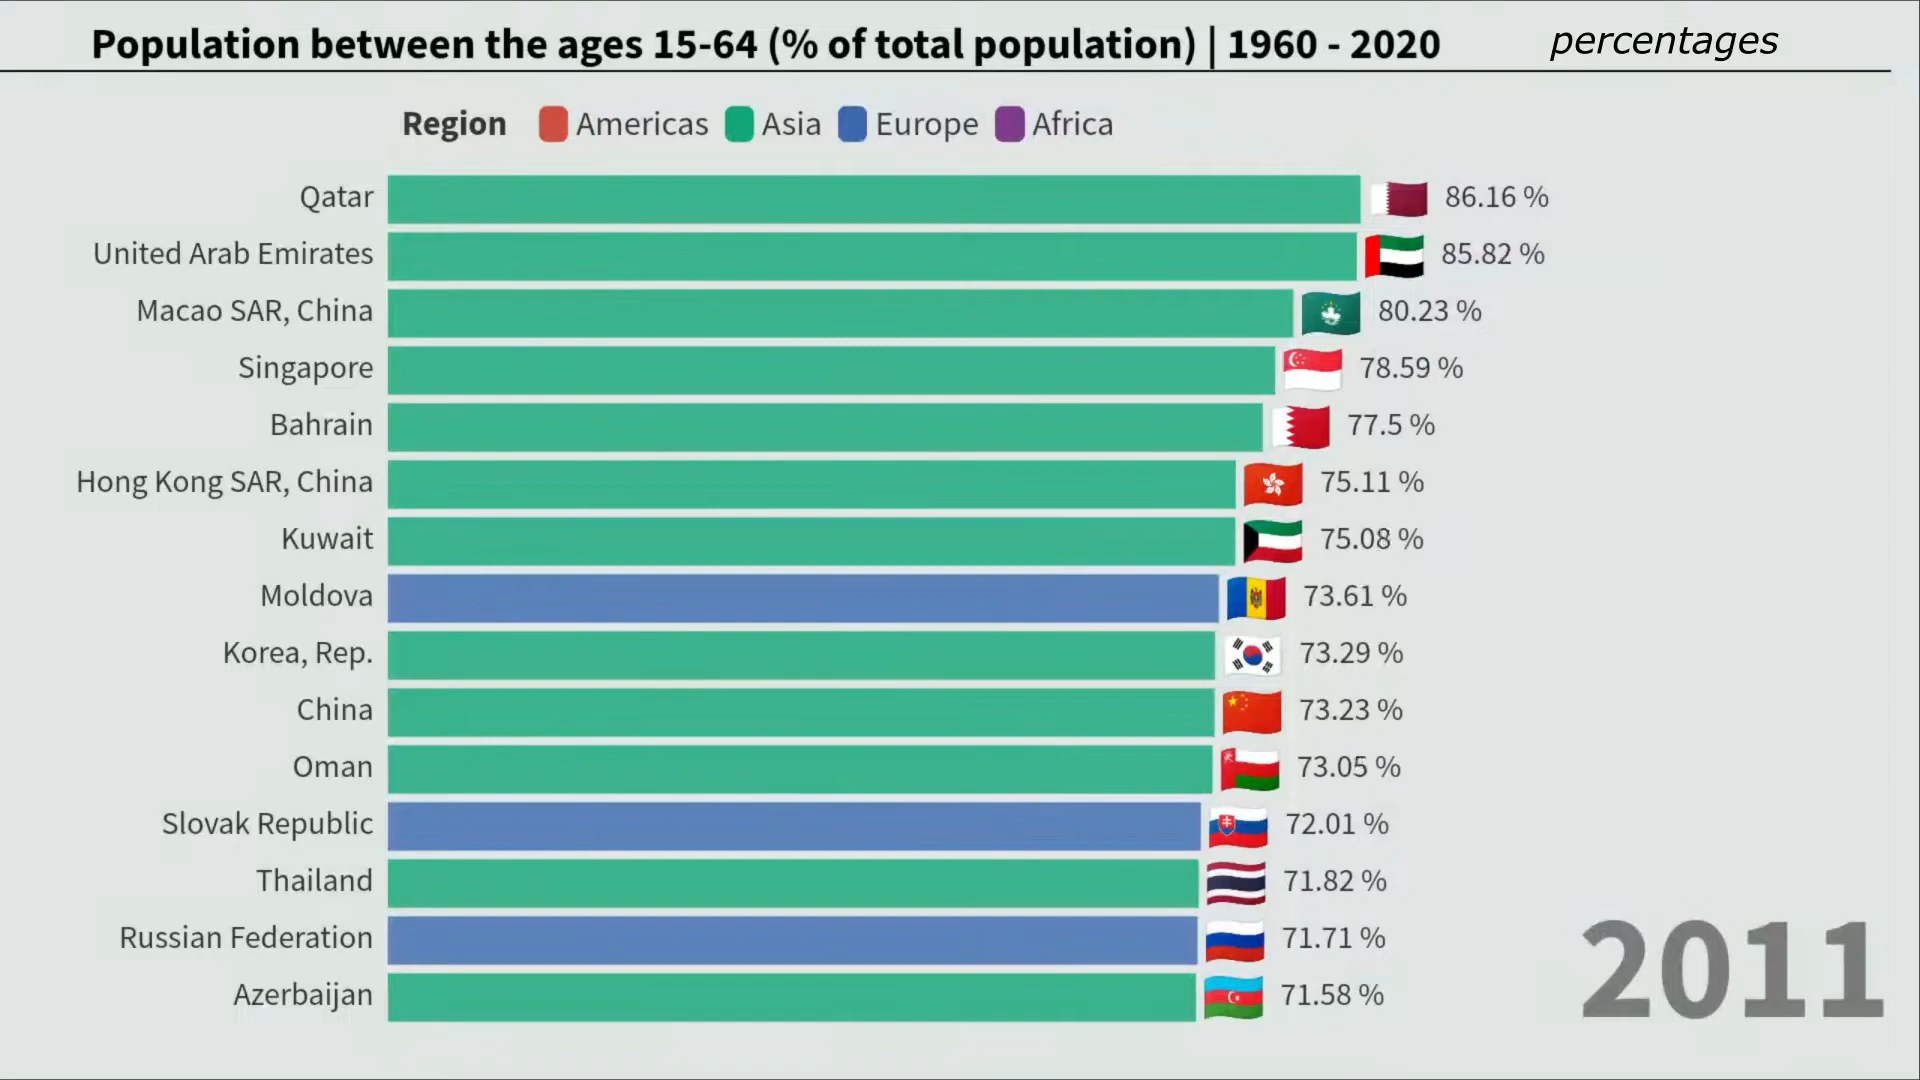 Population between the ages 15-64 (% of total population) | 1960 - 2020 percentages
Region Americas Asia Europe Africa
Qatar 86.16 %
United Arab Emirates 85.82 %
Macao SAR, China 80.23 %
Singapore 78.59 %
Bahrain 77.5 %
Hong Kong SAR, China 75.11 %
Kuwait 75.08 %
Moldova 73.61 %
Korea, Rep. 73.29 %
China 73.23 %
Oman 73.05 %
Slovak Republic 72.01 %
Thailand 71.82 %
Russian Federation 71.71 %
Azerbaijan 71.58 %
2011